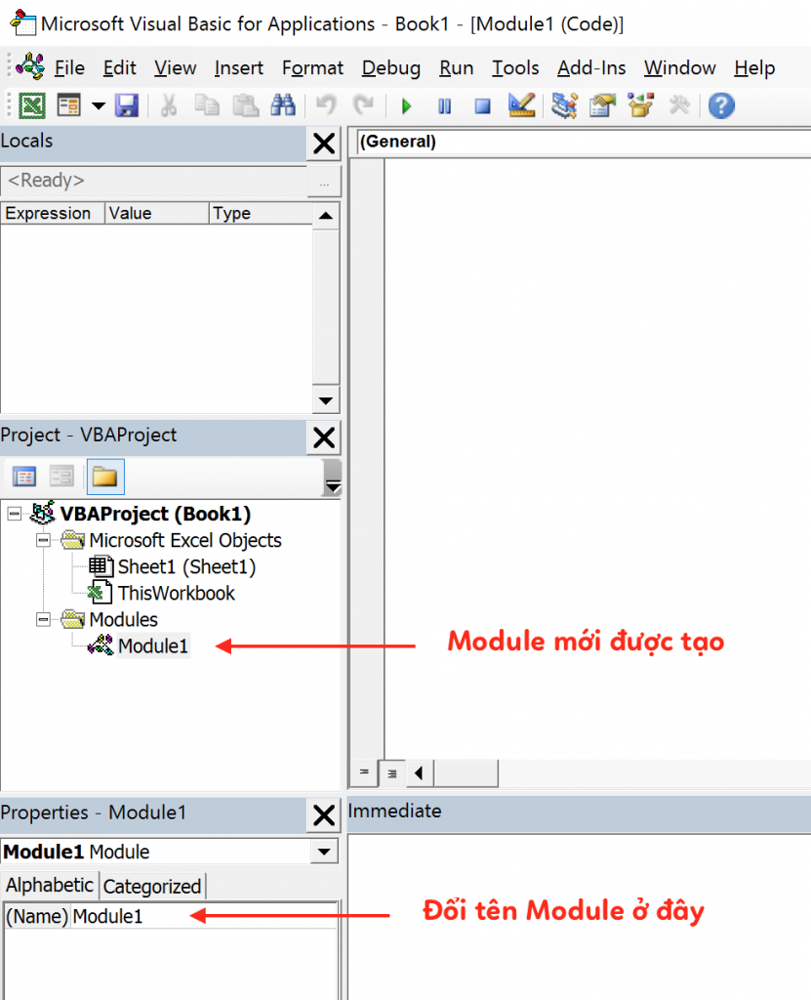 Microsoft Visual Basic for Applications - Book1 - [Module1 (Code)]
File Edit View Insert Format Debug Run Tools Add-Ins Window Help
Locals
<Ready>
...
Expression Value Type
(General)
Project - VBAProject
VBAProject (Book1)
Microsoft Excel Objects
Sheet1 (Sheet1)
ThisWorkbook
Modules
Module1
Module mới được tạo
Properties - Module1
Module1 Module
Alphabetic Categorized
(Name) Module1
Immediate
Đổi tên Module ở đây